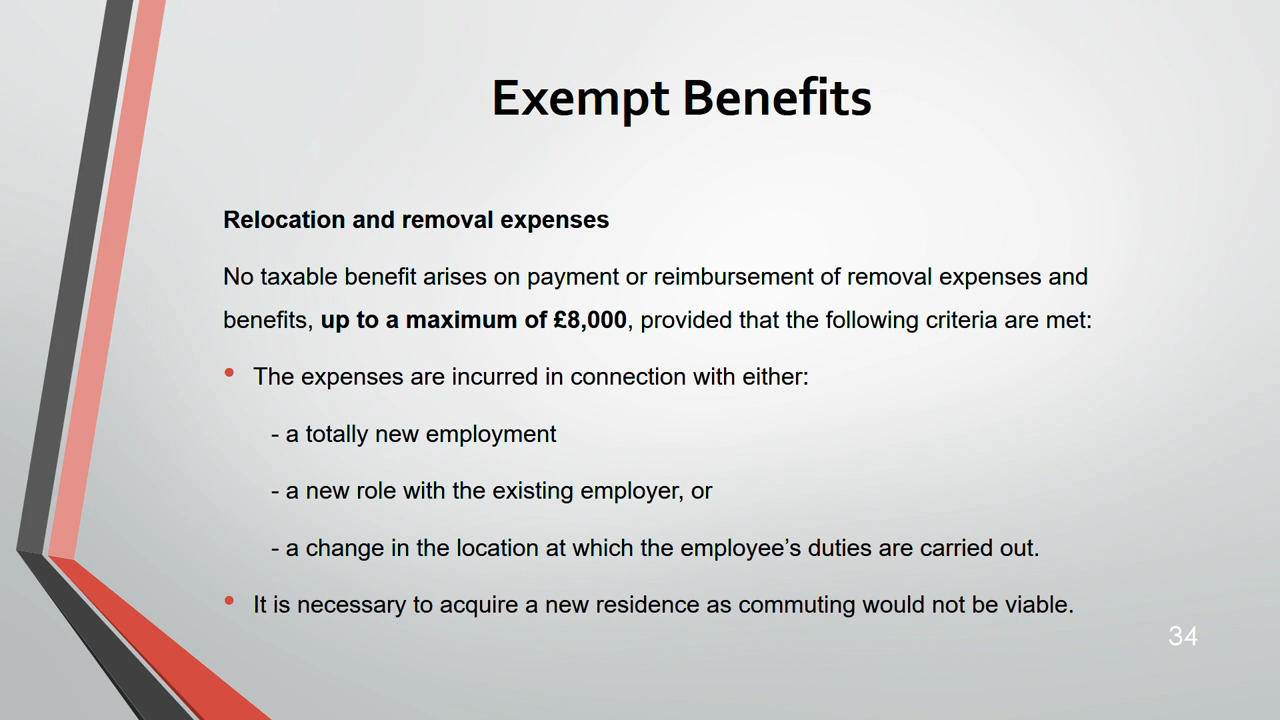 Exempt Benefits
Relocation and removal expenses
No taxable benefit arises on payment or reimbursement of removal expenses and
benefits, up to a maximum of £8,000, provided that the following criteria are met:
• The expenses are incurred in connection with either:
- a totally new employment
- a new role with the existing employer, or
- a change in the location at which the employee’s duties are carried out.
• It is necessary to acquire a new residence as commuting would not be viable.
34